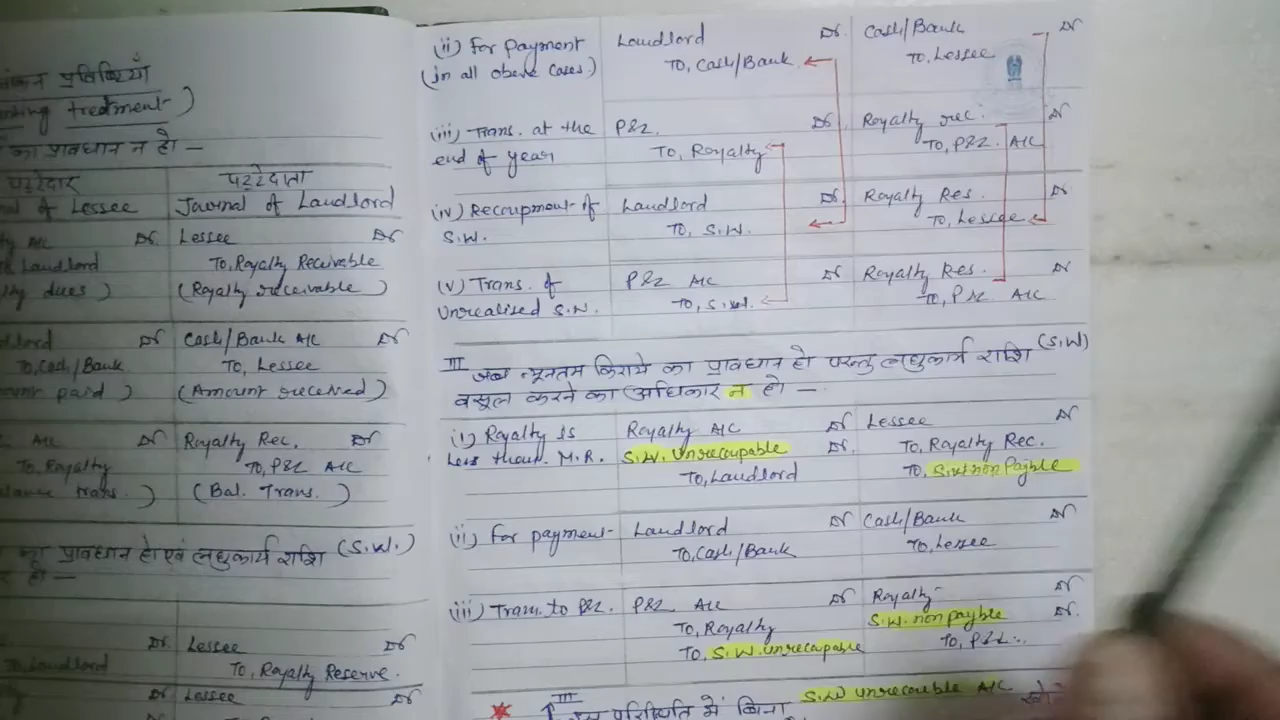 प्रविष्टियाँ
treatment)
का प्रावधान न हो —
पट्टेदार पट्टेदाता
of Lessee Journal of Landlord
A/C Dr Lessee Dr
Landlord To, Royalty Receivable
dues) (Royalty receivable)
Dr Cash/Bank A/C Dr
To, Cash/Bank To, Lessee
paid) (Amount received)
A/C Dr Royalty Rec. Dr
To, Royalty To, P&L A/C
trans.) (Bal. Trans.)
का प्रावधान हो एवं लघुकार्य राशि (S.W.)
हो —
Dr. Lessee Dr
To, Landlord To, Royalty Reserve.
Dr Lessee Dr
(ii) For payment Landlord Dr. Cash/Bank Dr
(in all obove cases) To, Cash/Bank To, Lessee
(iii) Trans. at the P&L. Dr Royalty rec. Dr
end of year To, Royalty To, P&L. A/C
(iv) Recoupment of Landlord Dr Royalty Res. Dr
S.W. To, S.W. To, Lessee
(v) Trans. of P&L A/C Dr Royalty Res. Dr
Unrealised S.W. To, S.W. To, P&L A/C
III जब न्यूनतम किराये का प्रावधान हो परन्तु लघुकार्य राशि (S.W)
वसूल करने का अधिकार न हो —
(i) Royalty is Royalty A/C Dr Lessee Dr
less than. M.R. S.W. Unrecoupable Dr. To, Royalty Rec.
To, Landlord To, S.W non Payble
(ii) For payment- Landlord Dr Cash/Bank Dr
To, Cash/Bank To, Lessee
(iii) Tran. to P&L. P&L A/c Dr Royalty- Dr
To, Royalty S.W. non payble Dr.
To, S.W. unrecoupable To, P&L..
III S.W unrecouble A/C
परिस्थिति में बिना